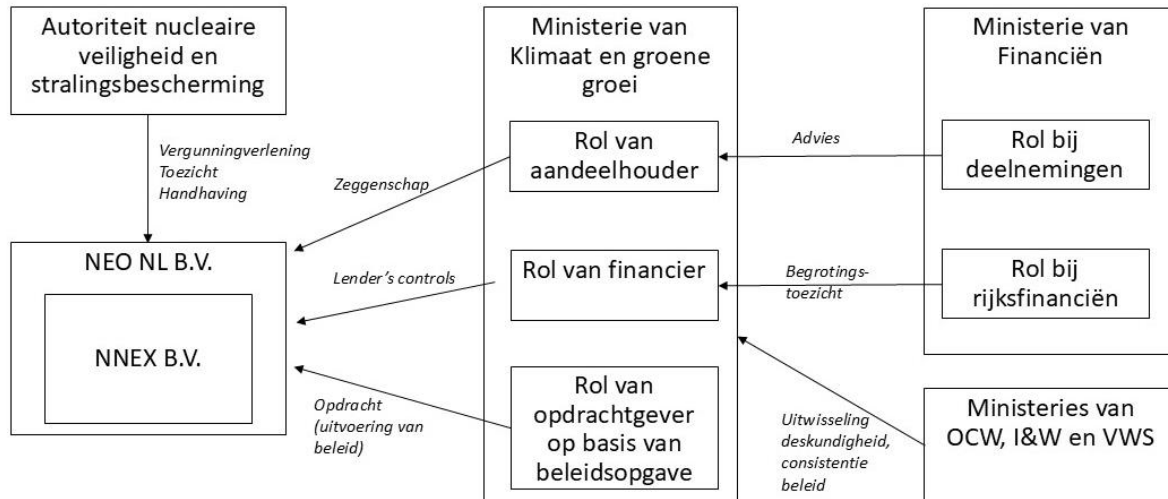 Autoriteit nucleaire
veiligheid en
stralingsbescherming
Vergunningverlening
Toezicht
Handhaving
NEO NL B.V.
NNEX B.V.
Zeggenschap
Lender’s controls
Opdracht
(uitvoering van
beleid)
Ministerie van
Klimaat en groene
groei
Rol van
aandeelhouder
Rol van financier
Rol van
opdrachtgever
op basis van
beleidsopgave
Advies
Begrotings-
toezicht
Uitwisseling
deskundigheid,
consistentie
beleid
Ministerie van
Financiën
Rol bij
deelnemingen
Rol bij
rijksfinanciën
Ministeries van
OCW, I&W en VWS